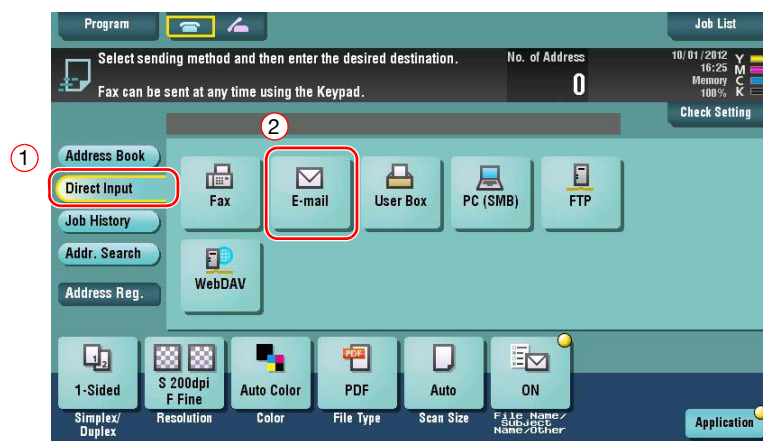 Program
Job List
Select sending method and then enter the desired destination.
No. of Address
10/01/2012
16:25
Memory
100%
Y
M
C
K
Fax can be sent at any time using the Keypad.
0
Check Setting
2
1
Address Book
Direct Input
Job History
Addr. Search
Address Reg.
Fax
E-mail
User Box
PC (SMB)
FTP
WebDAV
1-Sided
S 200dpi
F Fine
Auto Color
PDF
PDF
Auto
ON
Simplex/
Duplex
Resolution
Color
File Type
Scan Size
File Name/
Subject
Name/Other
Application